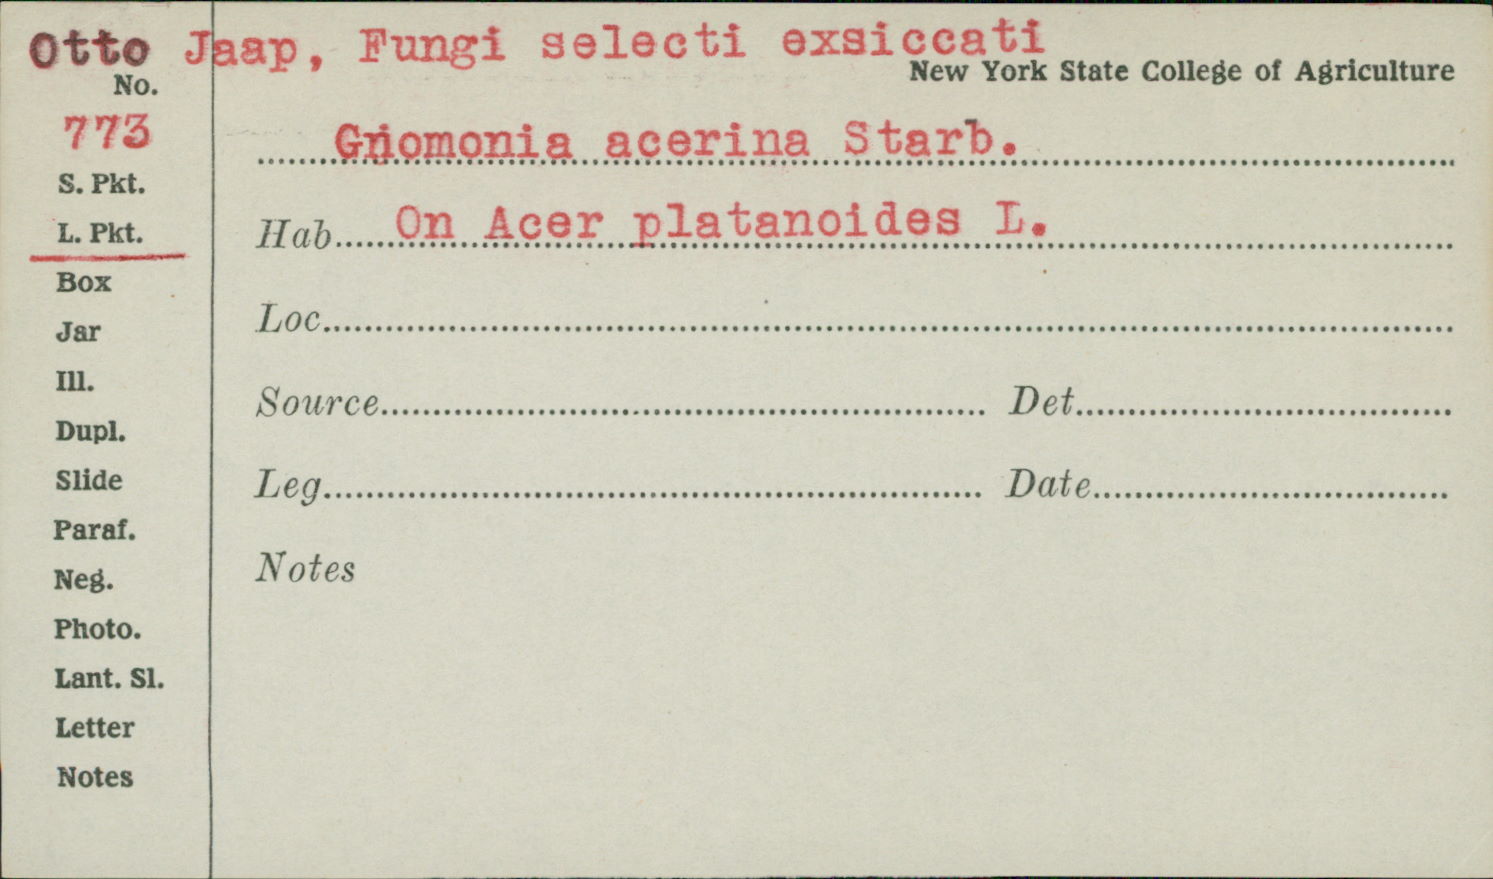 Otto Jaap, Fungi selecti exsiccati
New York State College of Agriculture
No.
773
Gnomonia acerina Starb.
S. Pkt.
L. Pkt.
Hab. On Acer platanoides L.
Box
Loc.
Jar
Ill.
Source Det.
Dupl.
Slide
Leg. Date
Paraf.
Notes
Neg.
Photo.
Lant. Sl.
Letter
Notes